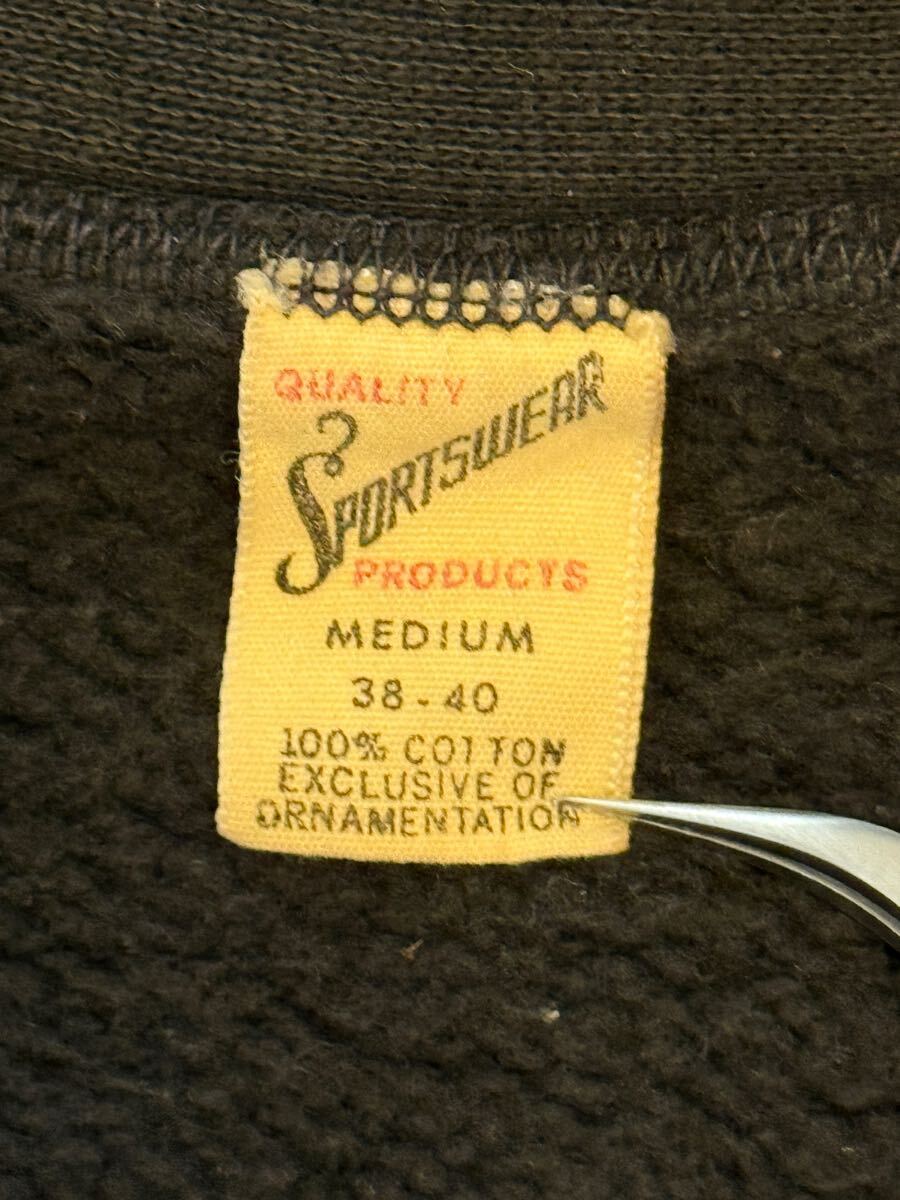 QUALITY
SPORTSWEAR
PRODUCTS
MEDIUM
38-40
100% COTTON
EXCLUSIVE OF
ORNAMENTATION